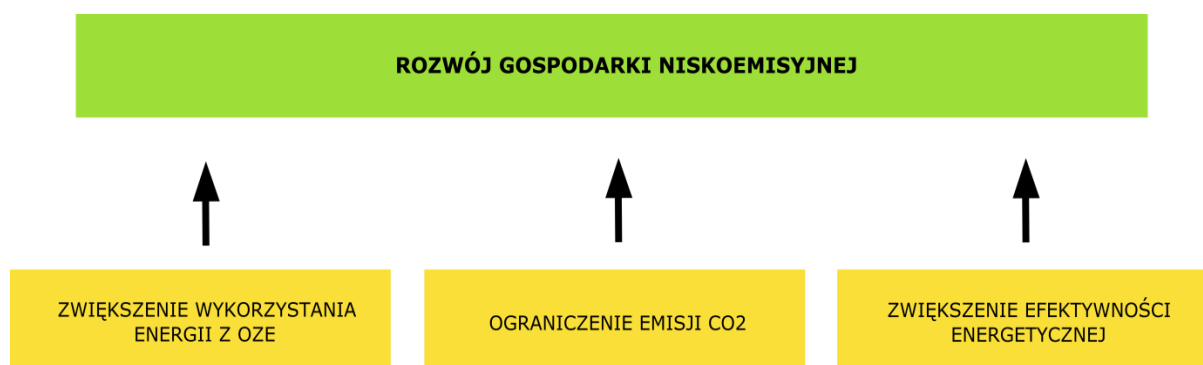 ROZWÓJ GOSPODARKI NISKOEMISYJNEJ
ZWIĘKSZENIE WYKORZYSTANIA
ENERGII Z OZE
OGRANICZENIE EMISJI CO2
ZWIĘKSZENIE EFEKTYWNOŚCI
ENERGETYCZNEJ